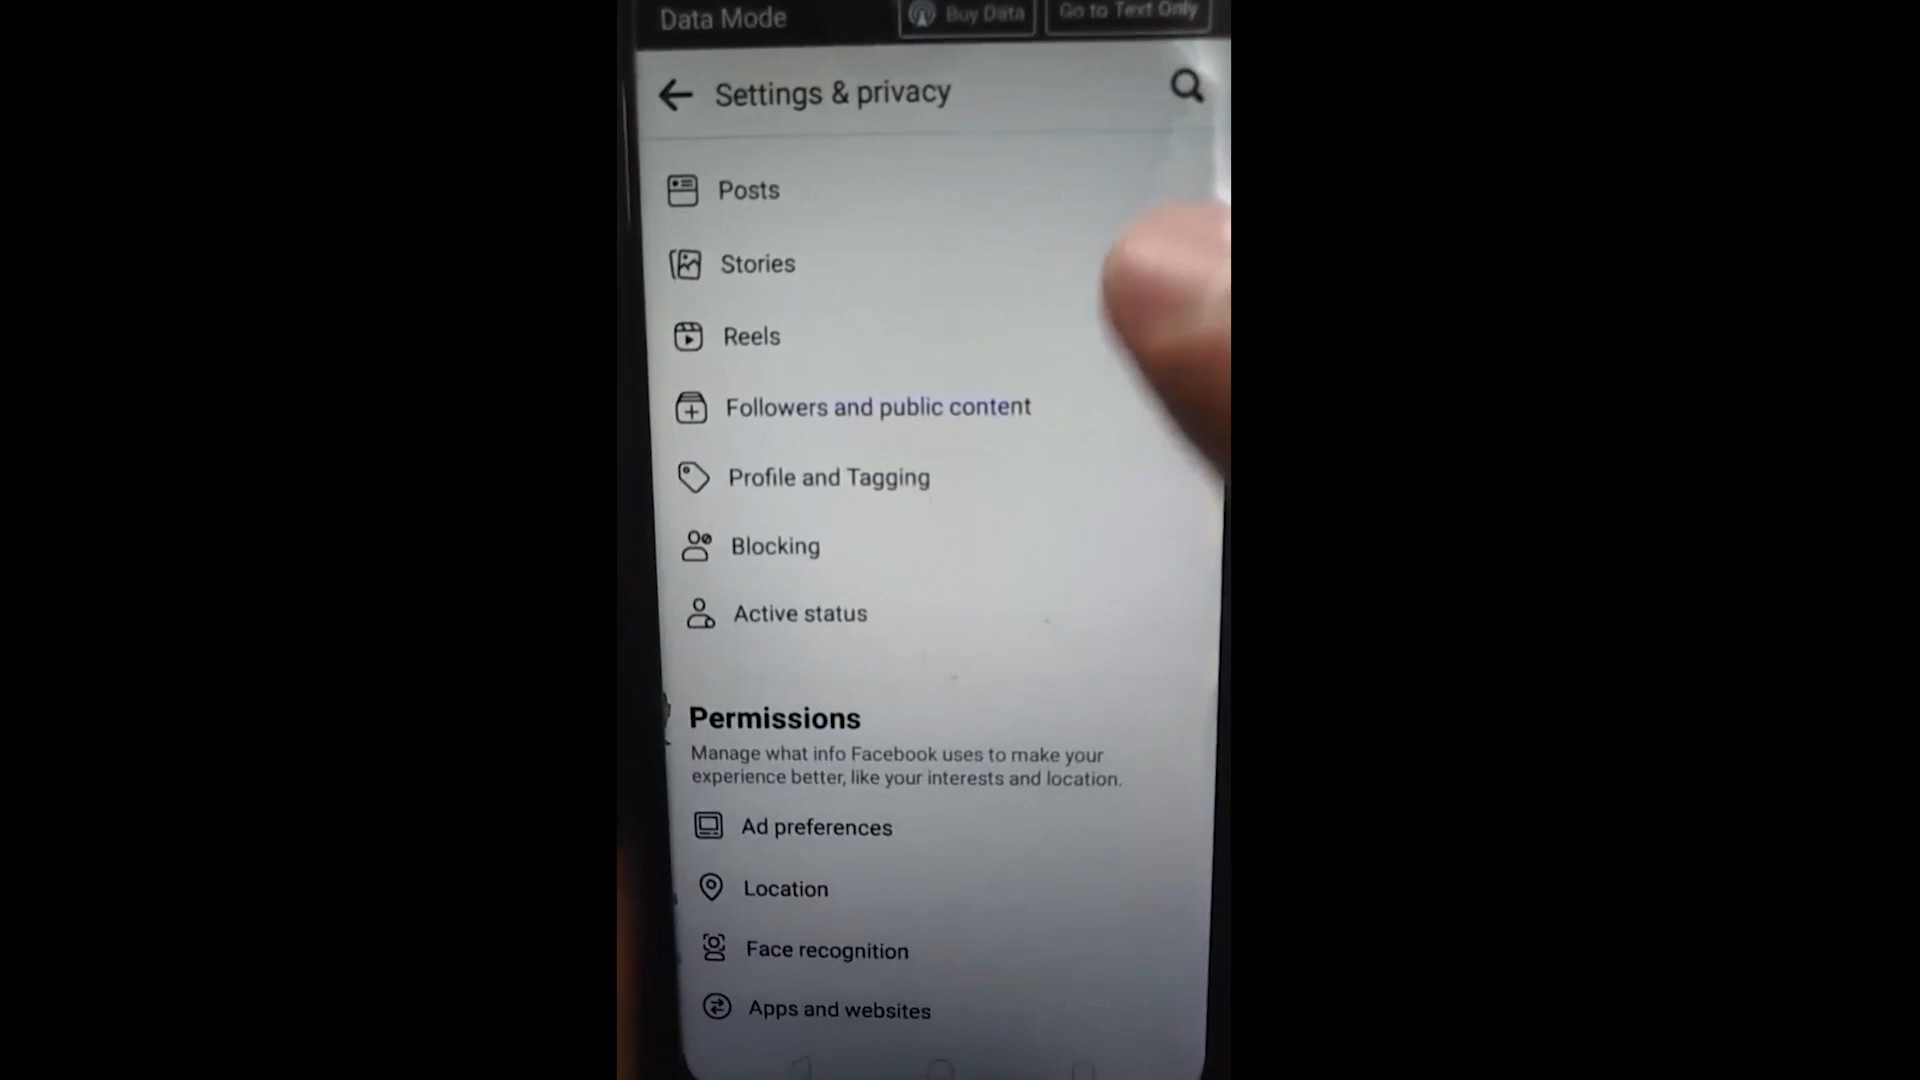 Data Mode
Buy Data
Go to Text Only
Settings & privacy
Posts
Stories
Reels
Followers and public content
Profile and Tagging
Blocking
Active status
Permissions
Manage what info Facebook uses to make your
experience better, like your interests and location.
Ad preferences
Location
Face recognition
Apps and websites